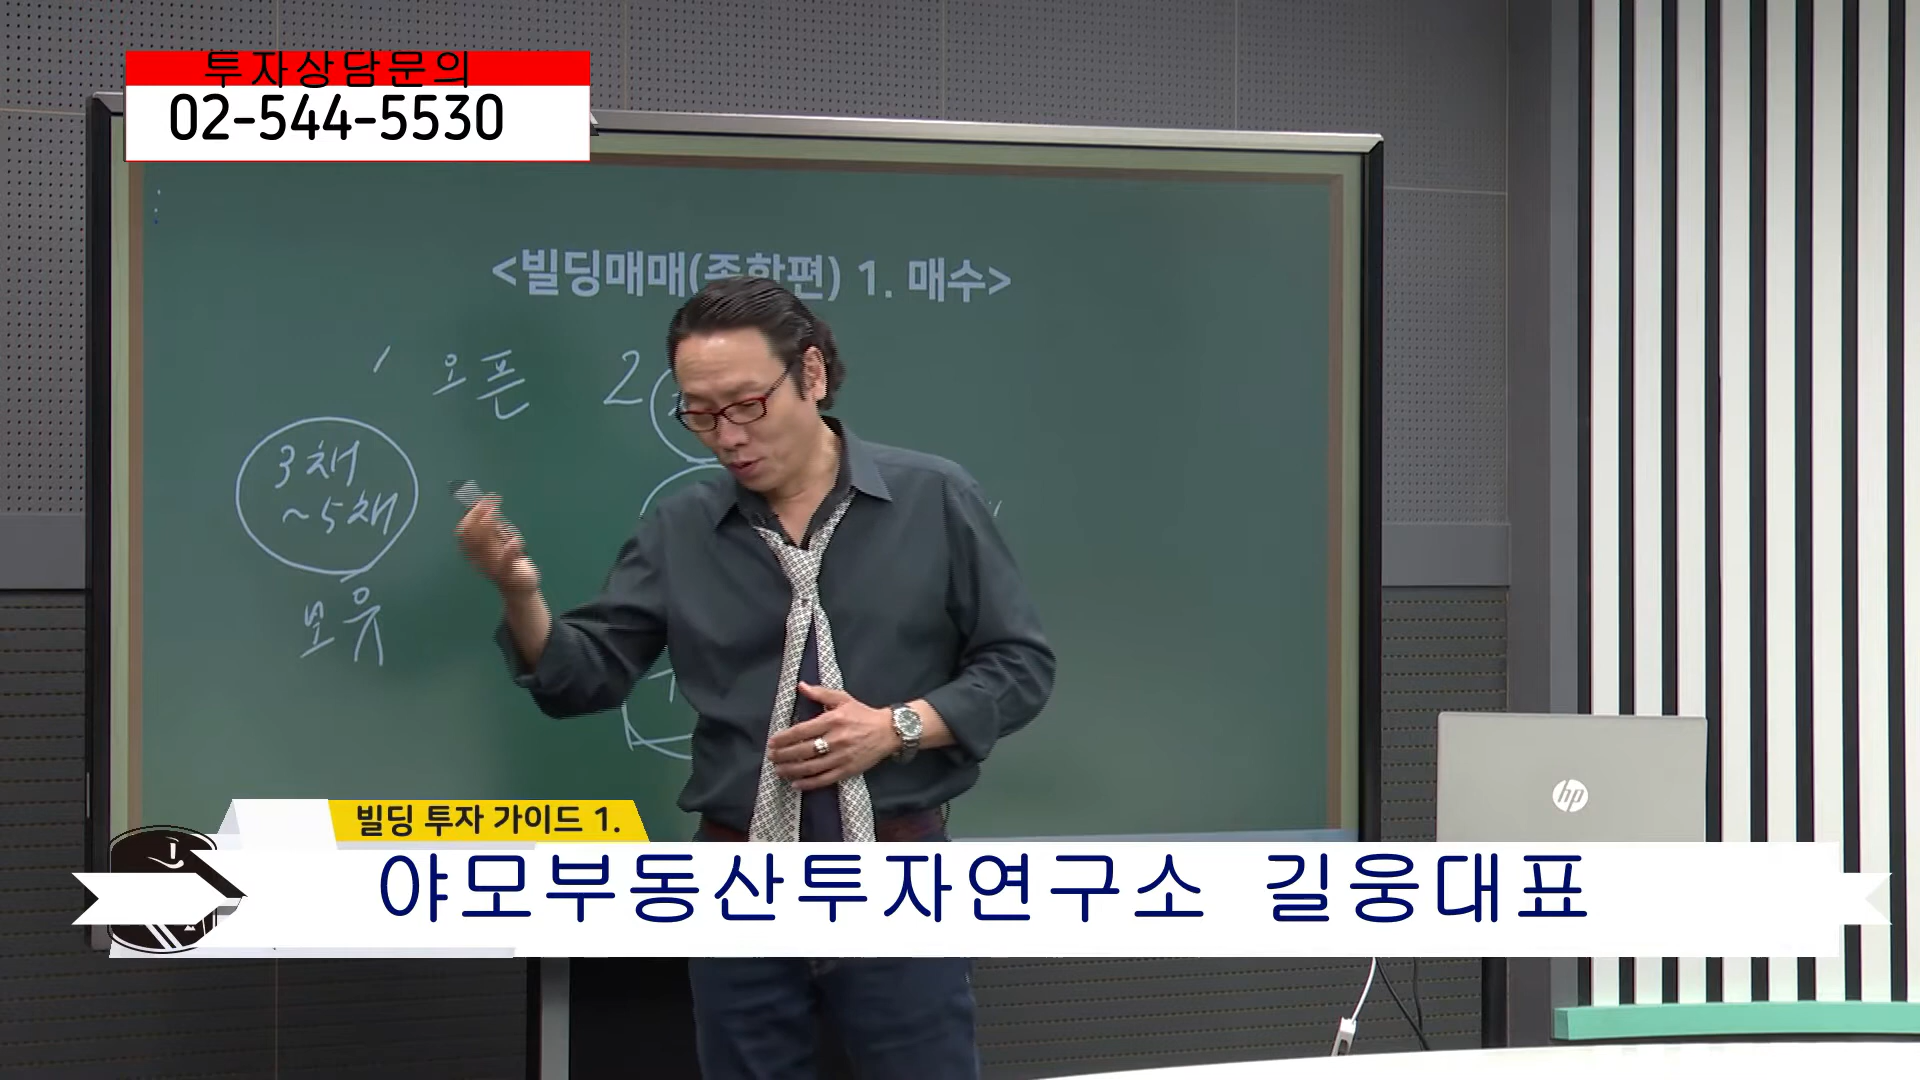 투자상담문의
02-544-5530
<빌딩매매(종합편) 1. 매수>
1 오픈 2
3채
~5채
보유
hp
빌딩 투자 가이드 1.
야모부동산투자연구소 길웅대표